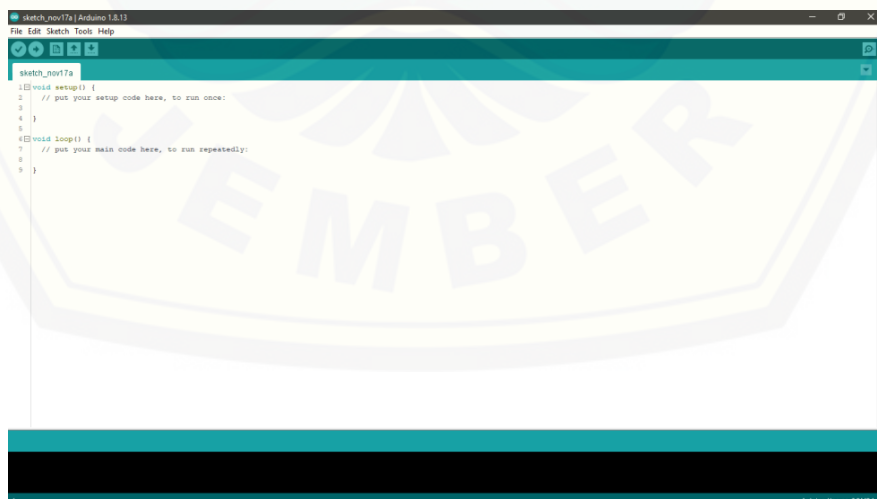 sketch_nov17a | Arduino 1.8.13
File Edit Sketch Tools Help
sketch_nov17a
1 void setup() {
2 // put your setup code here, to run once:
3
4 }
5
6 void loop() {
7 // put your main code here, to run repeatedly:
8
9 }
JEMBER